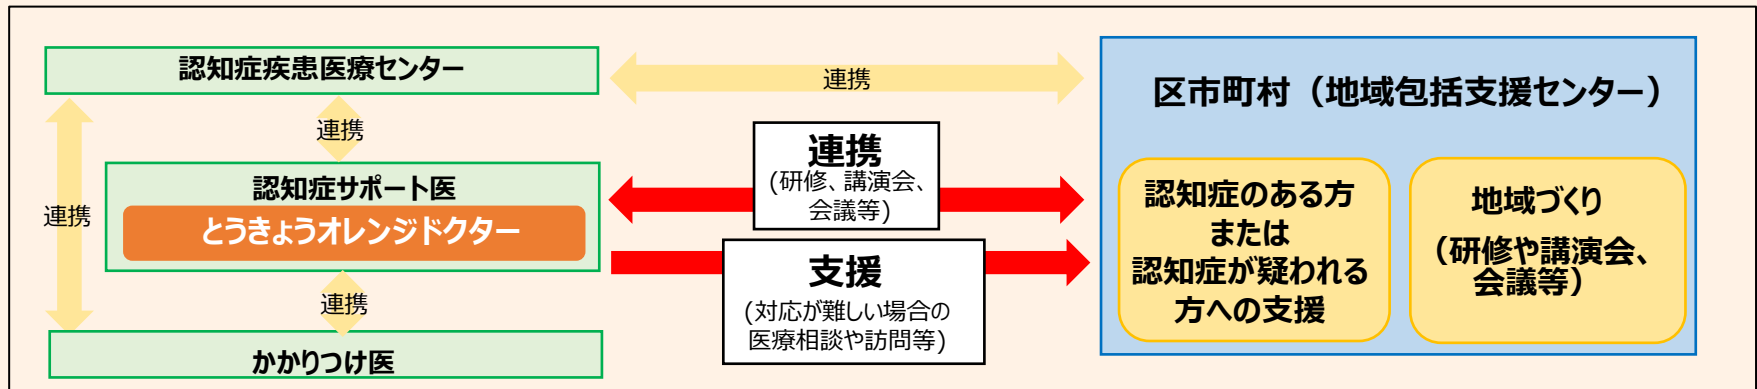 認知症疾患医療センター
連携
区市町村（地域包括支援センター）
連携
連携
(研修、講演会、
会議等)
認知症サポート医
とうきょうオレンジドクター
連携
認知症のある方
または
認知症が疑われる
方への支援
地域づくり
（研修や講演会、
会議等）
支援
(対応が難しい場合の
医療相談や訪問等)
連携
かかりつけ医